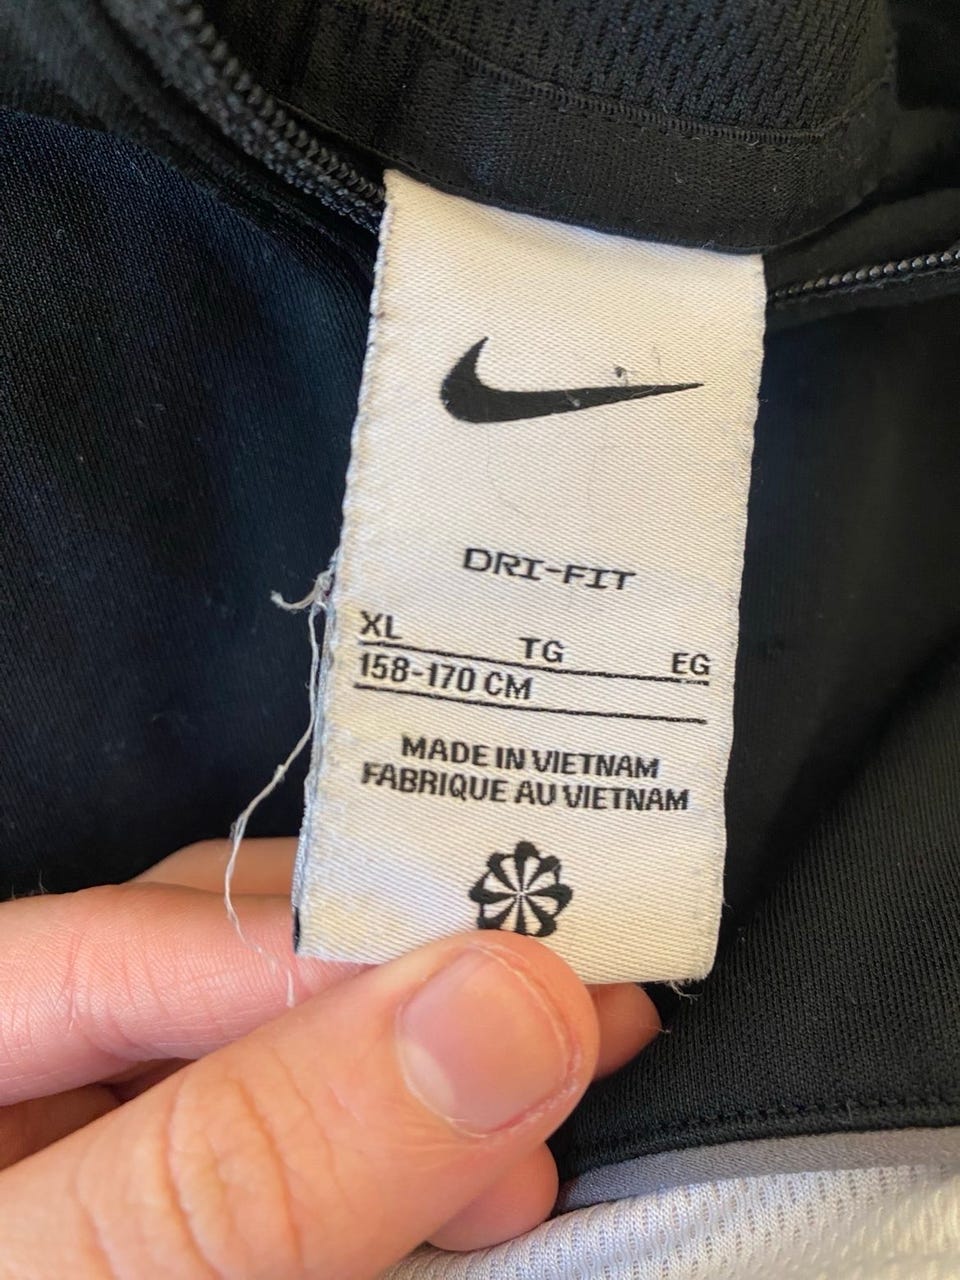 DRI-FIT
XL TG EG
158-170 CM
MADE IN VIETNAM
FABRIQUE AU VIETNAM